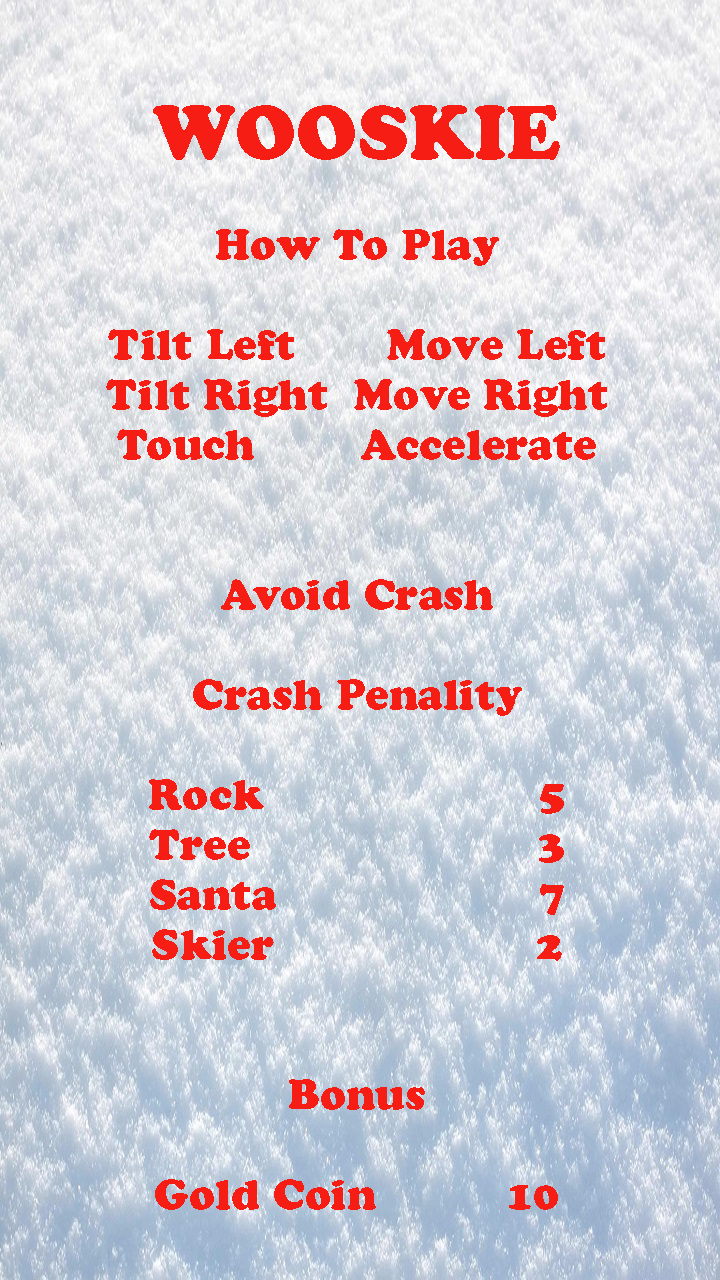 WOOSKIE
How To Play
Tilt Left Move Left
Tilt Right Move Right
Touch Accelerate
Avoid Crash
Crash Penality
Rock 5
Tree 3
Santa 7
Skier 2
Bonus
Gold Coin 10